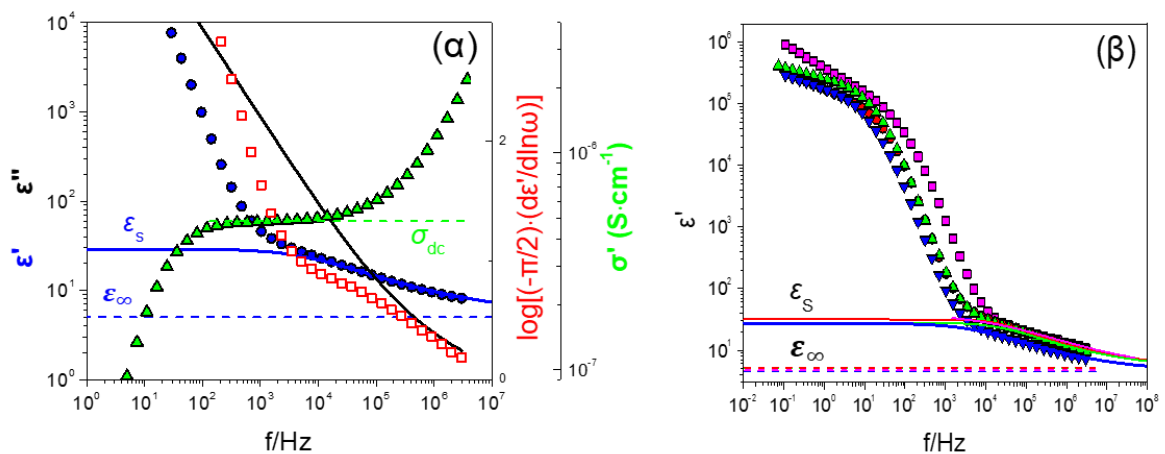 (α)
10⁴
10³
10²
10¹
10⁰
ε' ε''
εₛ
ε∞
σdc
10⁰ 10¹ 10² 10³ 10⁴ 10⁵ 10⁶ 10⁷
f/Hz
2
0
log[(-π/2)·(dε'/dlnω)]
10⁻⁶
10⁻⁷
σ' (S·cm⁻¹)
(β)
10⁶
10⁵
10⁴
10³
10²
10¹
ε'
εS
ε∞
10⁻² 10⁻¹ 10⁰ 10¹ 10² 10³ 10⁴ 10⁵ 10⁶ 10⁷ 10⁸
f/Hz